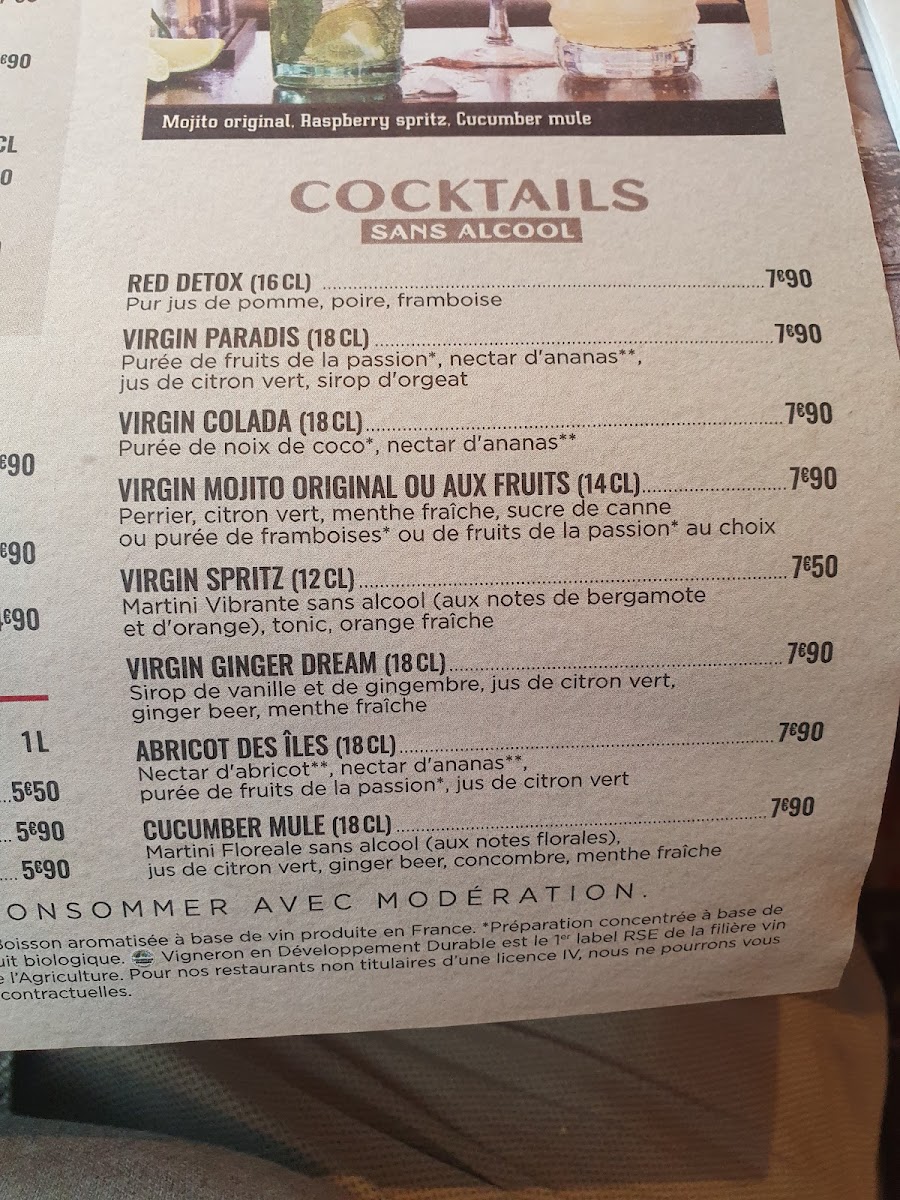 €90
CL
0
€90
€90
4€90
1L
...5€50
... 5€90
.... 5€90
Mojito original, Raspberry spritz, Cucumber mule
COCKTAILS
SANS ALCOOL
RED DETOX (16 CL) ........ 7€90
Pur jus de pomme, poire, framboise
VIRGIN PARADIS (18 CL) ........ 7€90
Purée de fruits de la passion*, nectar d'ananas**,
jus de citron vert, sirop d'orgeat
VIRGIN COLADA (18 CL) ........ 7€90
Purée de noix de coco*, nectar d'ananas**
VIRGIN MOJITO ORIGINAL OU AUX FRUITS (14 CL) ........ 7€90
Perrier, citron vert, menthe fraîche, sucre de canne
ou purée de framboises* ou de fruits de la passion* au choix
VIRGIN SPRITZ (12 CL) ........ 7€50
Martini Vibrante sans alcool (aux notes de bergamote
et d'orange), tonic, orange fraîche
VIRGIN GINGER DREAM (18 CL) ........ 7€90
Sirop de vanille et de gingembre, jus de citron vert,
ginger beer, menthe fraîche
ABRICOT DES ÎLES (18 CL) ........ 7€90
Nectar d'abricot**, nectar d'ananas**,
purée de fruits de la passion*, jus de citron vert
CUCUMBER MULE (18 CL) ........ 7€90
Martini Floreale sans alcool (aux notes florales),
jus de citron vert, ginger beer, concombre, menthe fraîche
ONSOMMER AVEC MODÉRATION.
Boisson aromatisée à base de vin produite en France. *Préparation concentrée à base de
uit biologique. Vigneron en Développement Durable est le 1er label RSE de la filière vin
e l'Agriculture. Pour nos restaurants non titulaires d'une licence IV, nous ne pourrons vous
contractuelles.